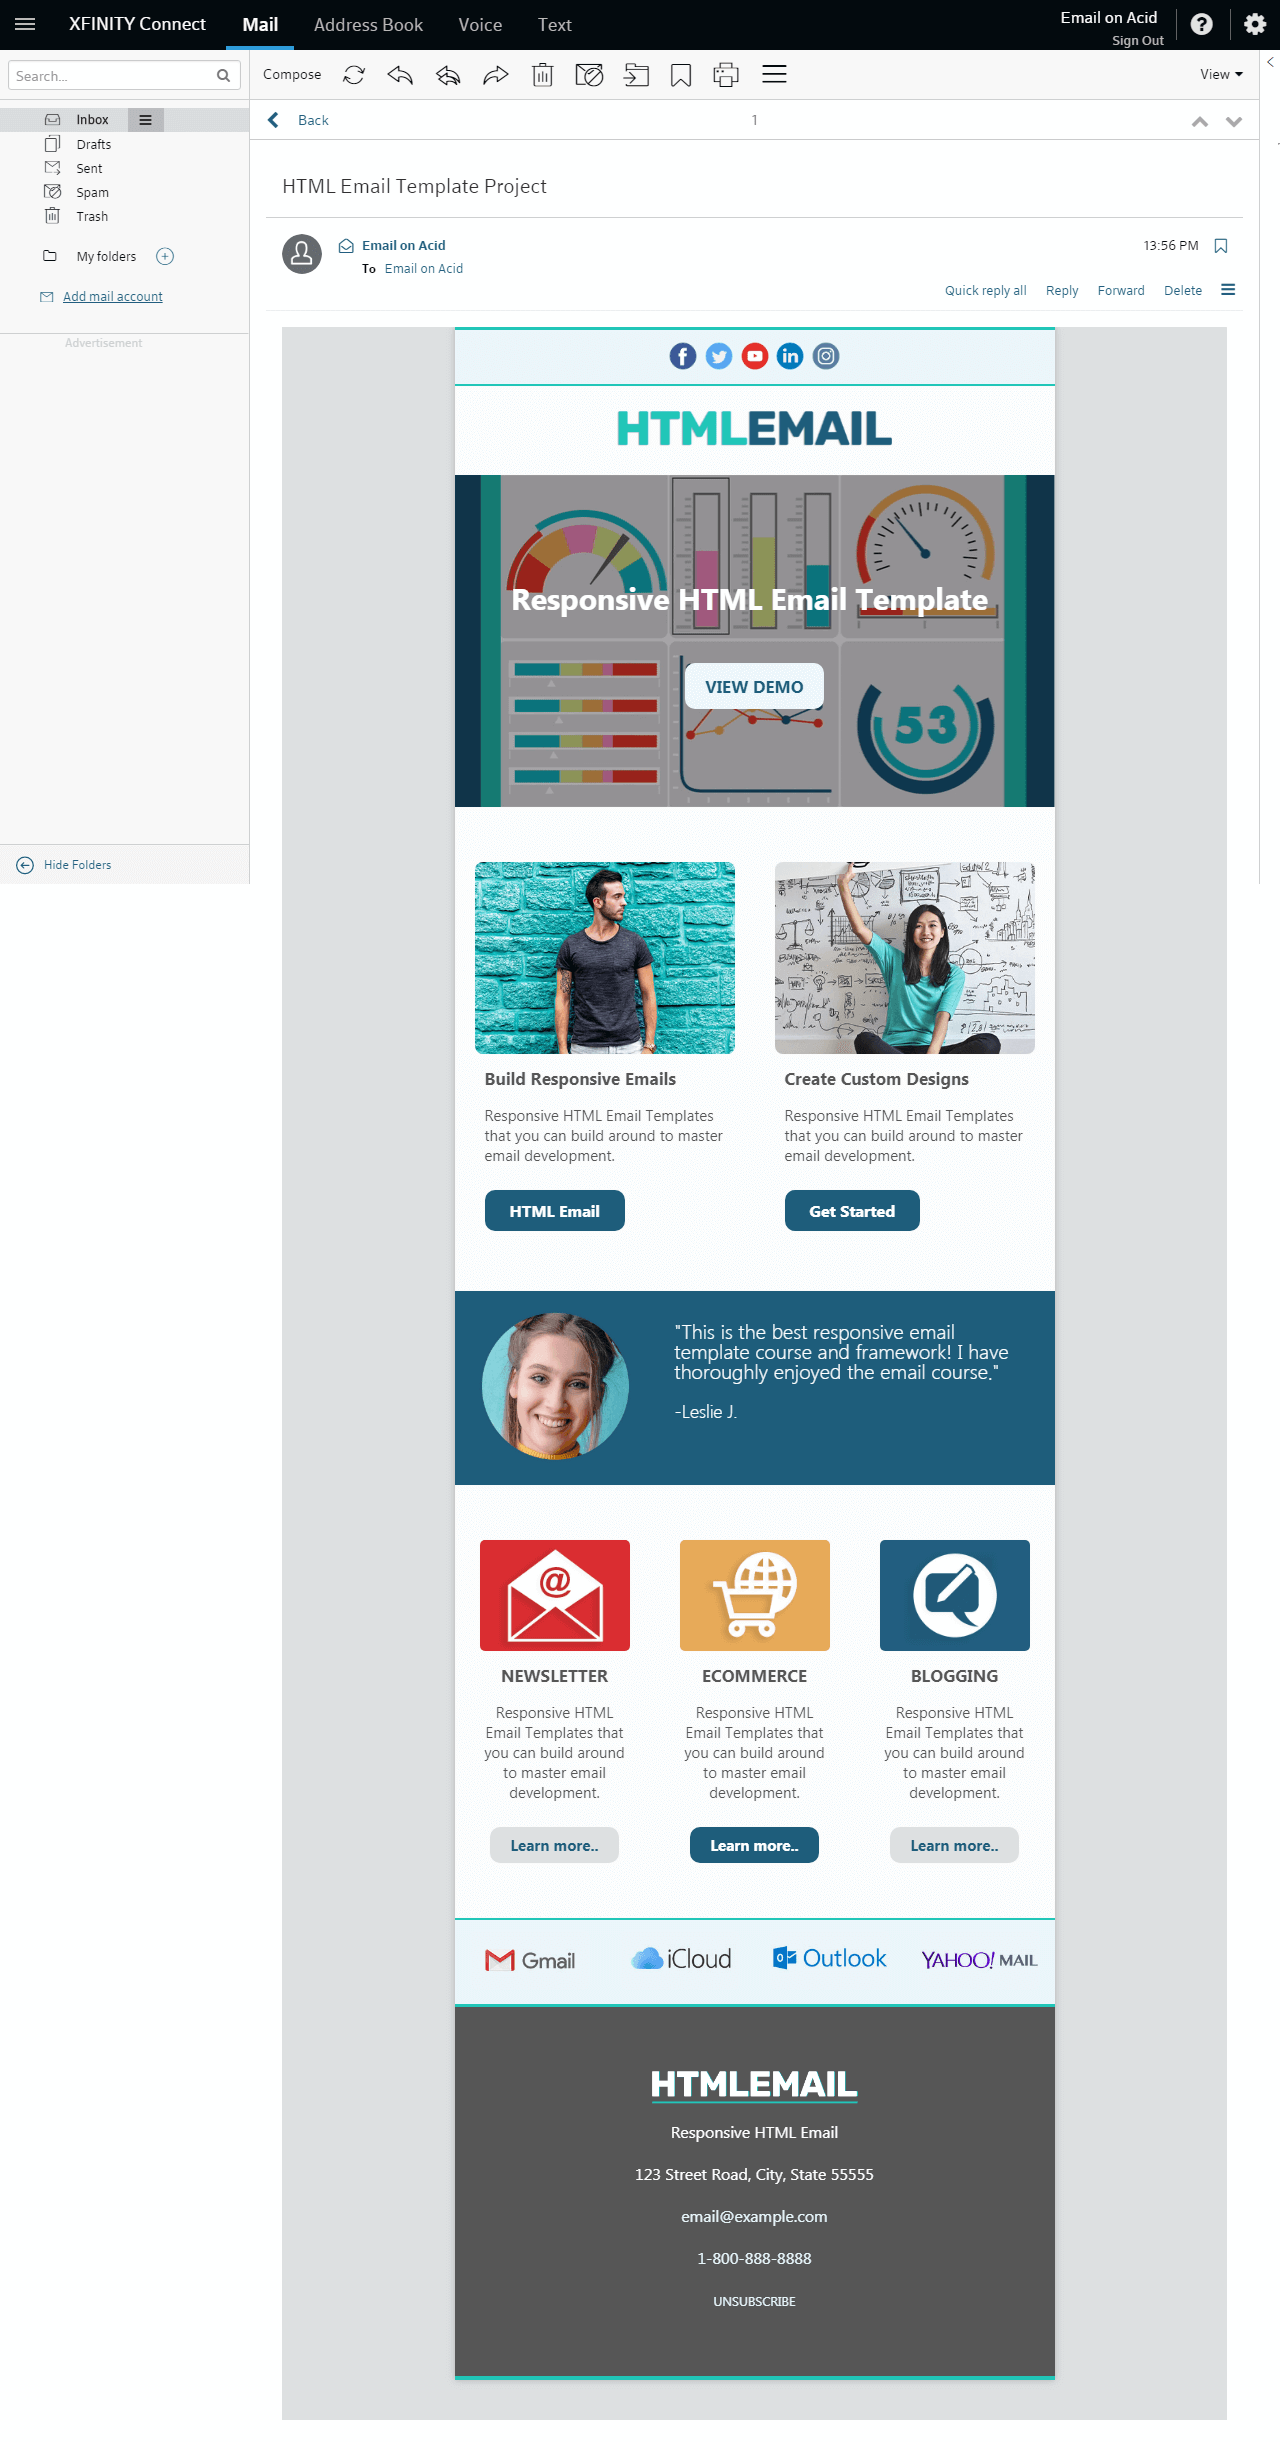 XFINITY Connect
Mail
Address Book
Voice
Text
Email on Acid
Sign Out
Search...
Compose
View
Inbox
Drafts
Sent
Spam
Trash
My folders
Add mail account
Advertisement
Hide Folders
Back
1
HTML Email Template Project
Email on Acid
13:56 PM
To Email on Acid
Quick reply all
Reply
Forward
Delete
HTMLEMAIL
Responsive HTML Email Template
VIEW DEMO
53
Build Responsive Emails
Responsive HTML Email Templates
that you can build around to master
email development.
HTML Email
Create Custom Designs
Responsive HTML Email Templates
that you can build around to master
email development.
Get Started
"This is the best responsive email
template course and framework! I have
thoroughly enjoyed the email course."
-Leslie J.
NEWSLETTER
Responsive HTML
Email Templates that
you can build around
to master email
development.
Learn more..
ECOMMERCE
Responsive HTML
Email Templates that
you can build around
to master email
development.
Learn more..
BLOGGING
Responsive HTML
Email Templates that
you can build around
to master email
development.
Learn more..
Gmail
iCloud
Outlook
YAHOO! MAIL
HTMLEMAIL
Responsive HTML Email
123 Street Road, City, State 55555
email@example.com
1-800-888-8888
UNSUBSCRIBE